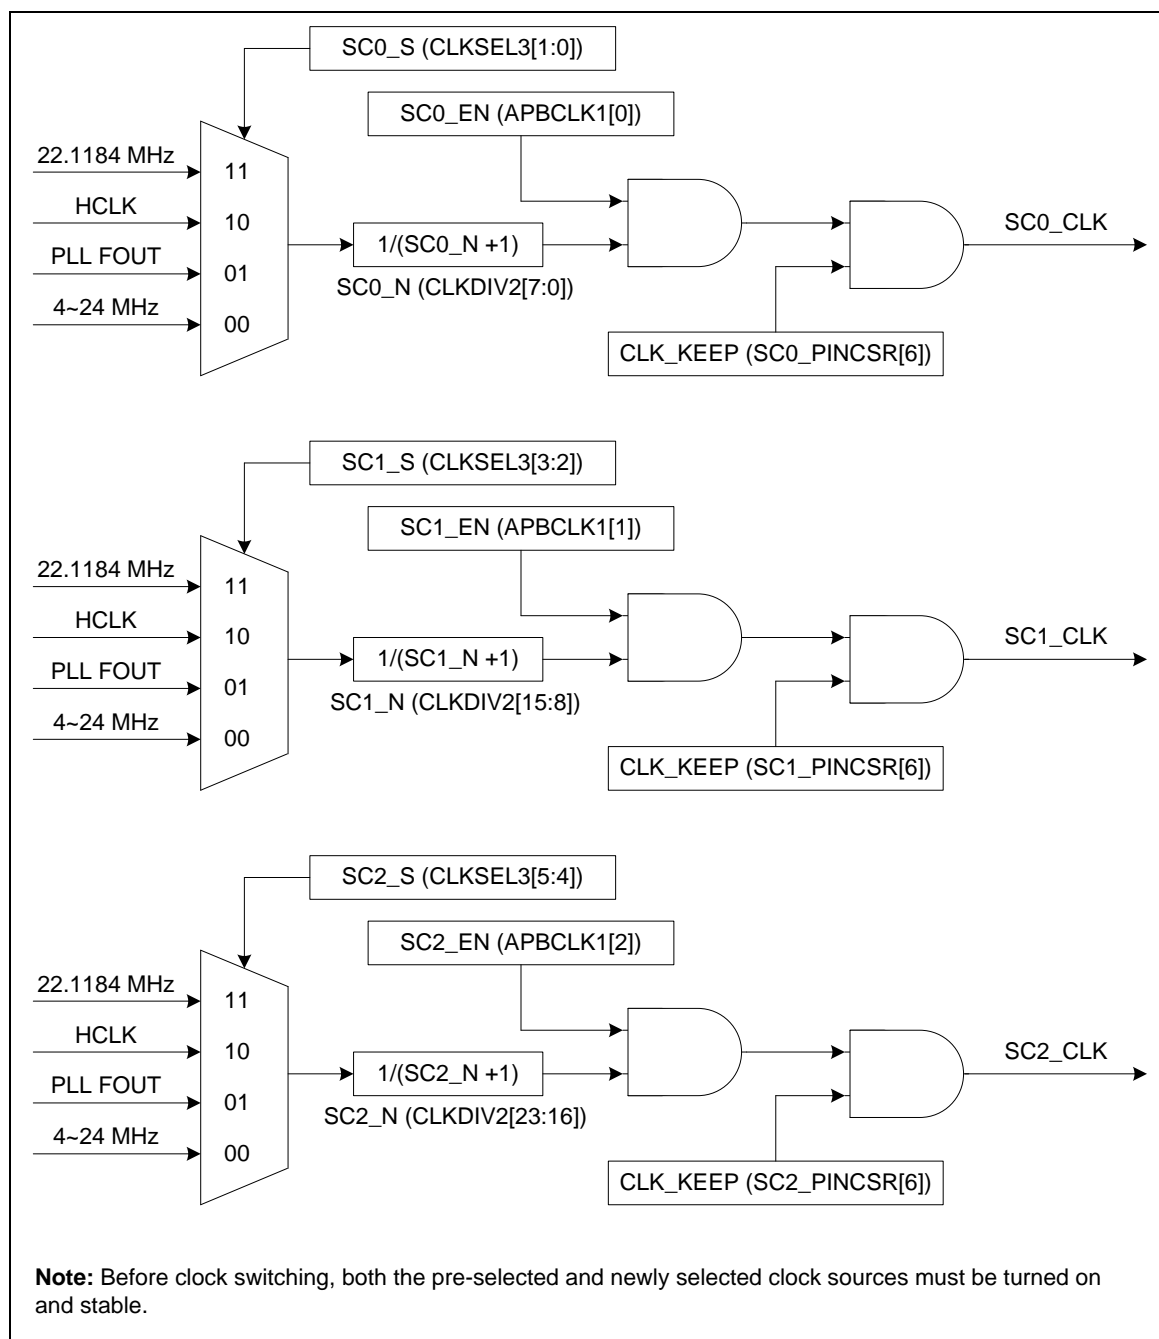 SC0_S (CLKSEL3[1:0])
SC0_EN (APBCLK1[0])
22.1184 MHz
11
HCLK
10
SC0_CLK
PLL FOUT
01
1/(SC0_N +1)
SC0_N (CLKDIV2[7:0])
4~24 MHz
00
CLK_KEEP (SC0_PINCSR[6])
SC1_S (CLKSEL3[3:2])
SC1_EN (APBCLK1[1])
22.1184 MHz
11
HCLK
10
SC1_CLK
PLL FOUT
01
1/(SC1_N +1)
SC1_N (CLKDIV2[15:8])
4~24 MHz
00
CLK_KEEP (SC1_PINCSR[6])
SC2_S (CLKSEL3[5:4])
SC2_EN (APBCLK1[2])
22.1184 MHz
11
HCLK
10
SC2_CLK
PLL FOUT
01
1/(SC2_N +1)
SC2_N (CLKDIV2[23:16])
4~24 MHz
00
CLK_KEEP (SC2_PINCSR[6])
Note: Before clock switching, both the pre-selected and newly selected clock sources must be turned on
and stable.